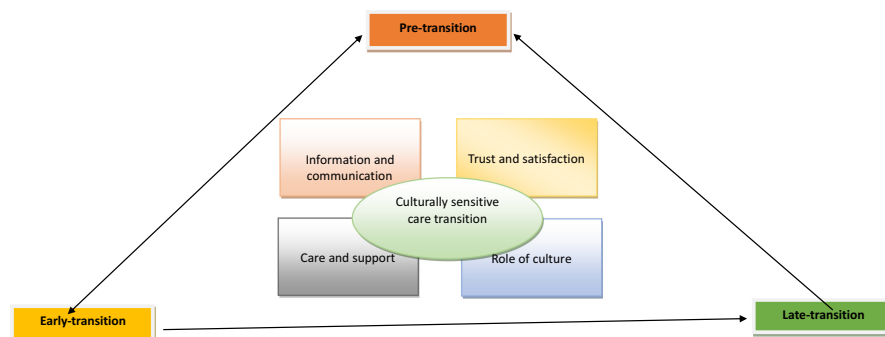 Pre-transition
Information and
communication
Trust and satisfaction
Culturally sensitive
care transition
Care and support
Role of culture
Early-transition
Late-transition